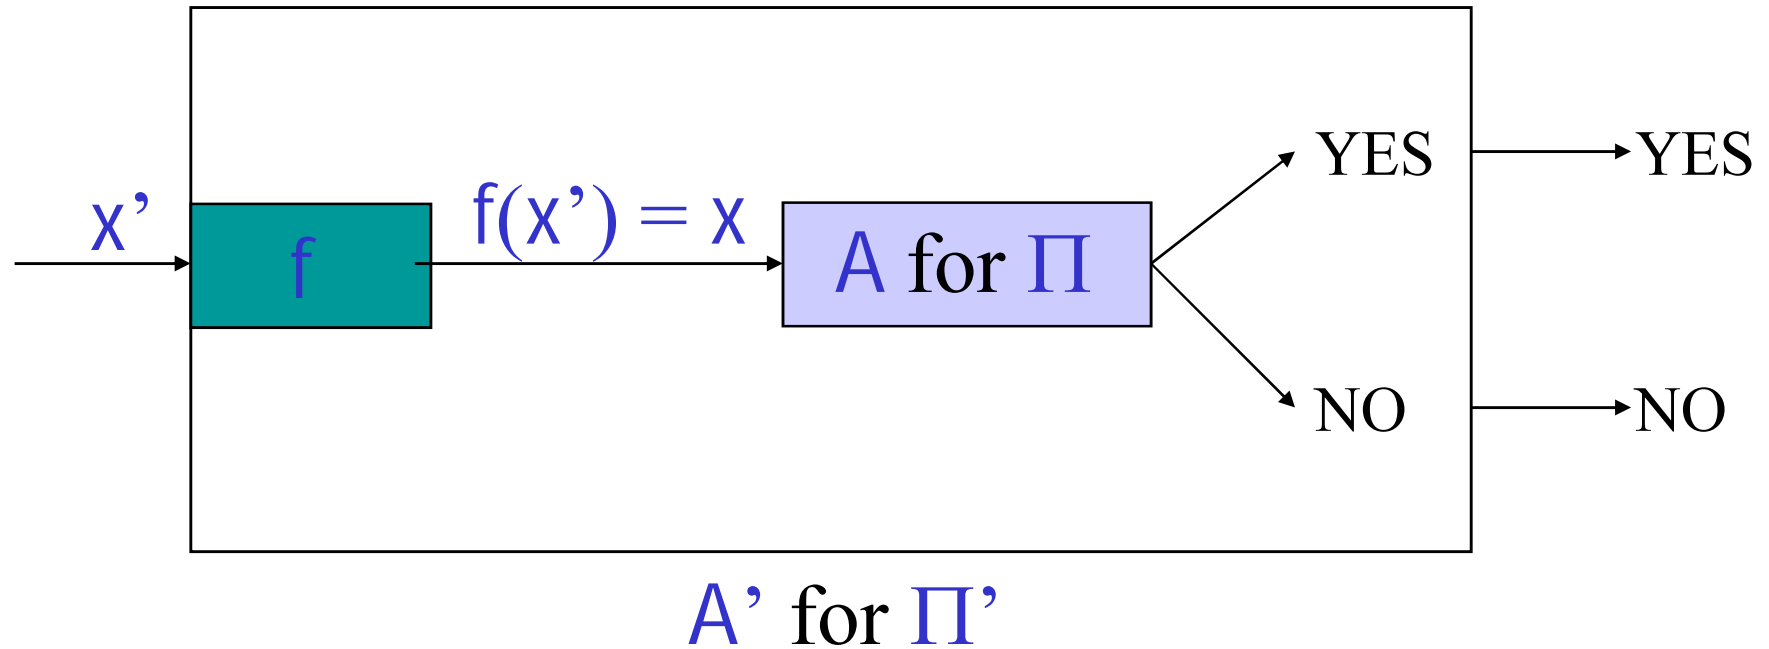 x’
f
f(x’) = x
A for Π
YES
NO
YES
NO
A’ for Π’